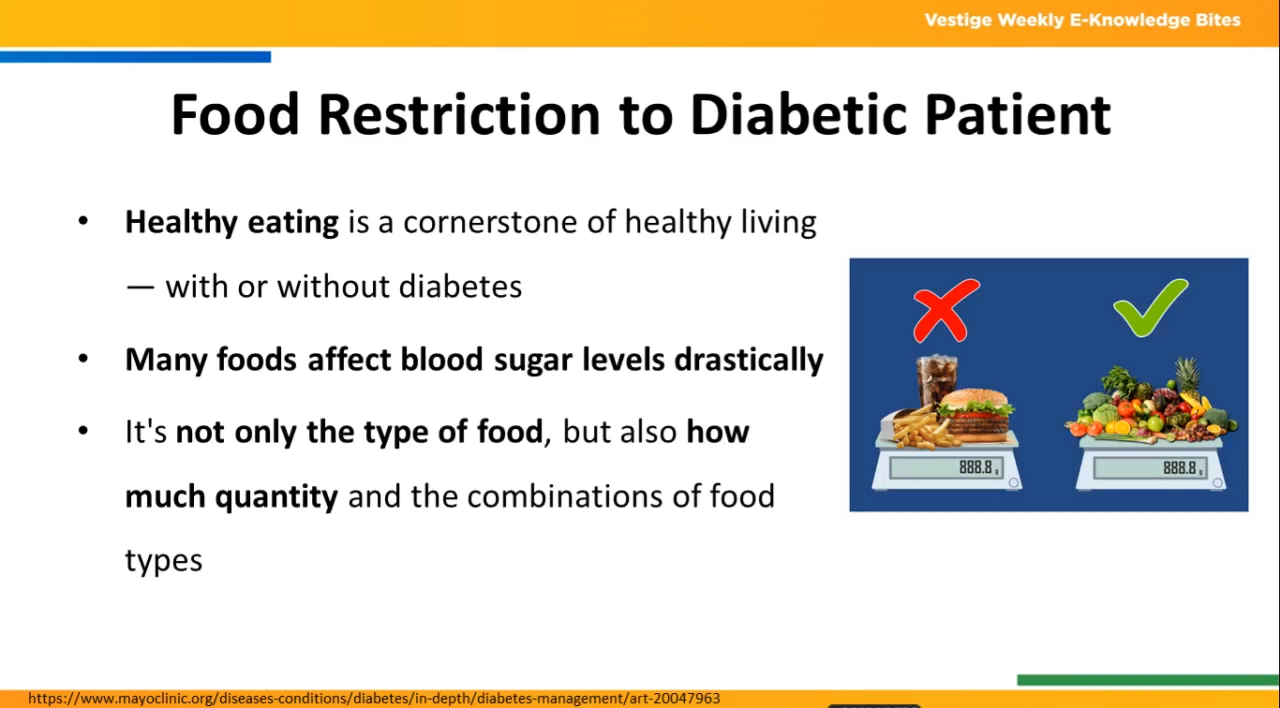 Vestige Weekly E-Knowledge Bites
Food Restriction to Diabetic Patient
• Healthy eating is a cornerstone of healthy living
— with or without diabetes
• Many foods affect blood sugar levels drastically
• It's not only the type of food, but also how
much quantity and the combinations of food
types
888.8 g
888.8 g
https://www.mayoclinic.org/diseases-conditions/diabetes/in-depth/diabetes-management/art-20047963